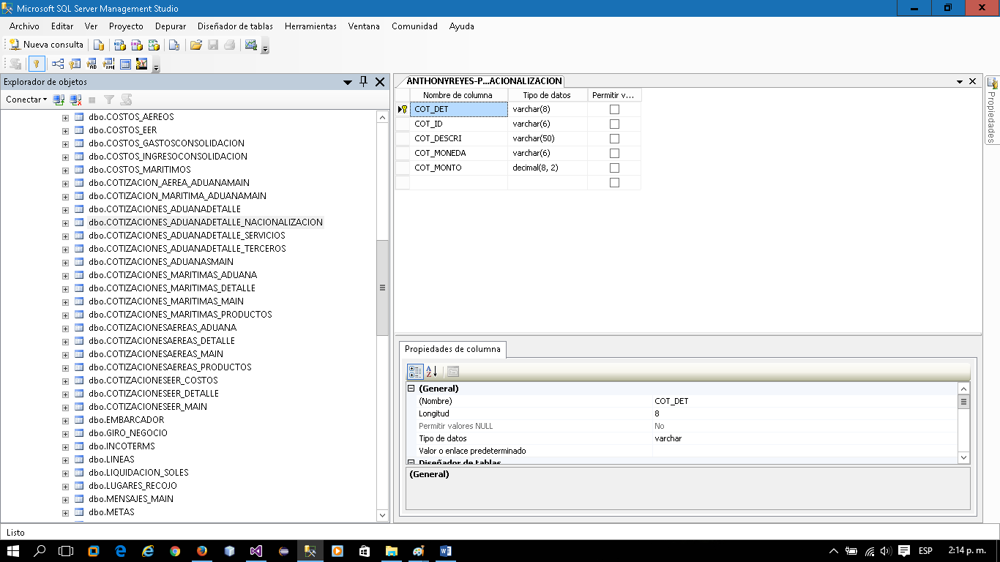 Microsoft SQL Server Management Studio
Archivo Editar Ver Proyecto Depurar Diseñador de tablas Herramientas Ventana Comunidad Ayuda
Nueva consulta
Explorador de objetos
Conectar
dbo.COSTOS_AEREOS
dbo.COSTOS_EER
dbo.COSTOS_GASTOSCONSOLIDACION
dbo.COSTOS_INGRESOCONSOLIDACION
dbo.COSTOS_MARITIMOS
dbo.COTIZACION_AEREA_ADUANAMAIN
dbo.COTIZACION_MARITIMA_ADUANAMAIN
dbo.COTIZACIONES_ADUANADETALLE
dbo.COTIZACIONES_ADUANADETALLE_NACIONALIZACION
dbo.COTIZACIONES_ADUANADETALLE_SERVICIOS
dbo.COTIZACIONES_ADUANADETALLE_TERCEROS
dbo.COTIZACIONES_ADUANASMAIN
dbo.COTIZACIONES_MARITIMAS_ADUANA
dbo.COTIZACIONES_MARITIMAS_DETALLE
dbo.COTIZACIONES_MARITIMAS_MAIN
dbo.COTIZACIONES_MARITIMAS_PRODUCTOS
dbo.COTIZACIONESAEREAS_ADUANA
dbo.COTIZACIONESAEREAS_DETALLE
dbo.COTIZACIONESAEREAS_MAIN
dbo.COTIZACIONESAEREAS_PRODUCTOS
dbo.COTIZACIONESEER_COSTOS
dbo.COTIZACIONESEER_DETALLE
dbo.COTIZACIONESEER_MAIN
dbo.EMBARCADOR
dbo.GIRO_NEGOCIO
dbo.INCOTERMS
dbo.LINEAS
dbo.LIQUIDACION_SOLES
dbo.LUGARES_RECOJO
dbo.MENSAJES_MAIN
dbo.METAS
ANTHONYREYES-P...ACIONALIZACION
Nombre de columna Tipo de datos Permitir v...
COT_DET varchar(8)
COT_ID varchar(6)
COT_DESCRI varchar(50)
COT_MONEDA varchar(6)
COT_MONTO decimal(8, 2)
Propiedades de columna
(General)
(Nombre) COT_DET
Longitud 8
Permitir valores NULL No
Tipo de datos varchar
Valor o enlace predeterminado
Diseñador de tablas
(General)
Propiedades
Listo
ESP 2:14 p. m.